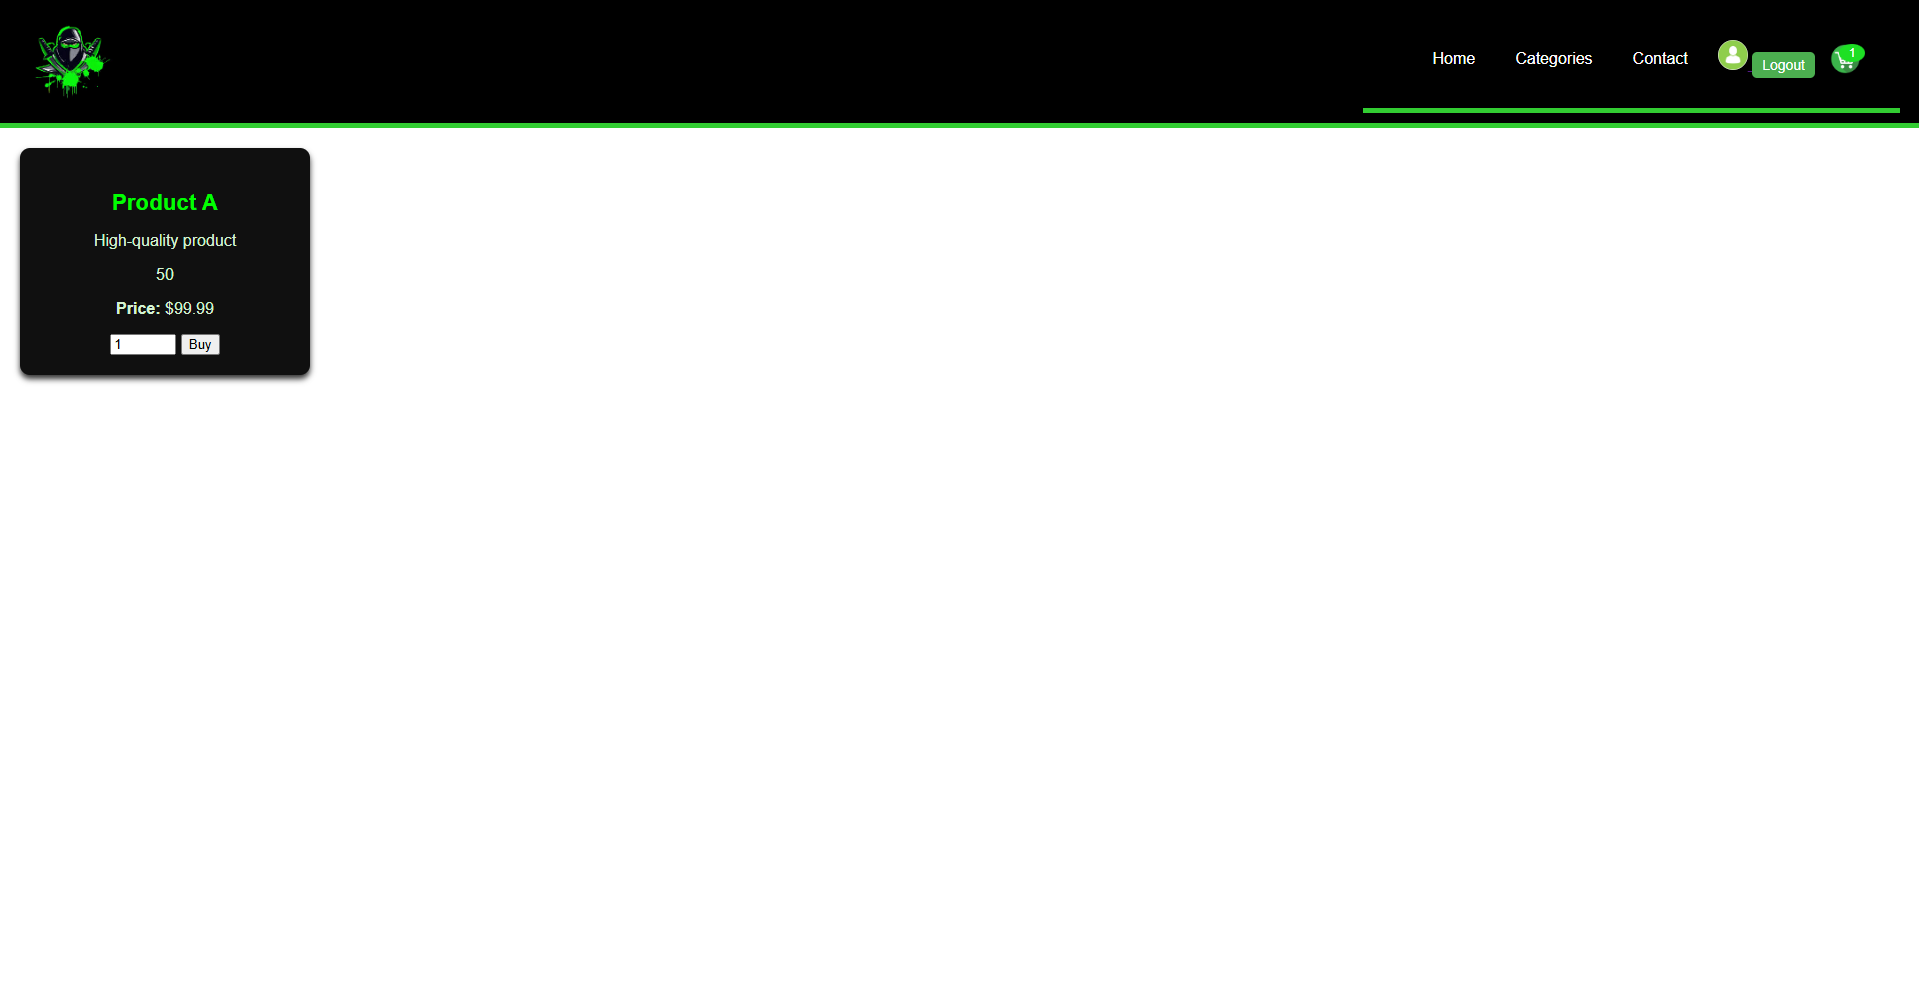 Home Categories Contact Logout 1
Product A
High-quality product
50
Price: $99.99
1 Buy